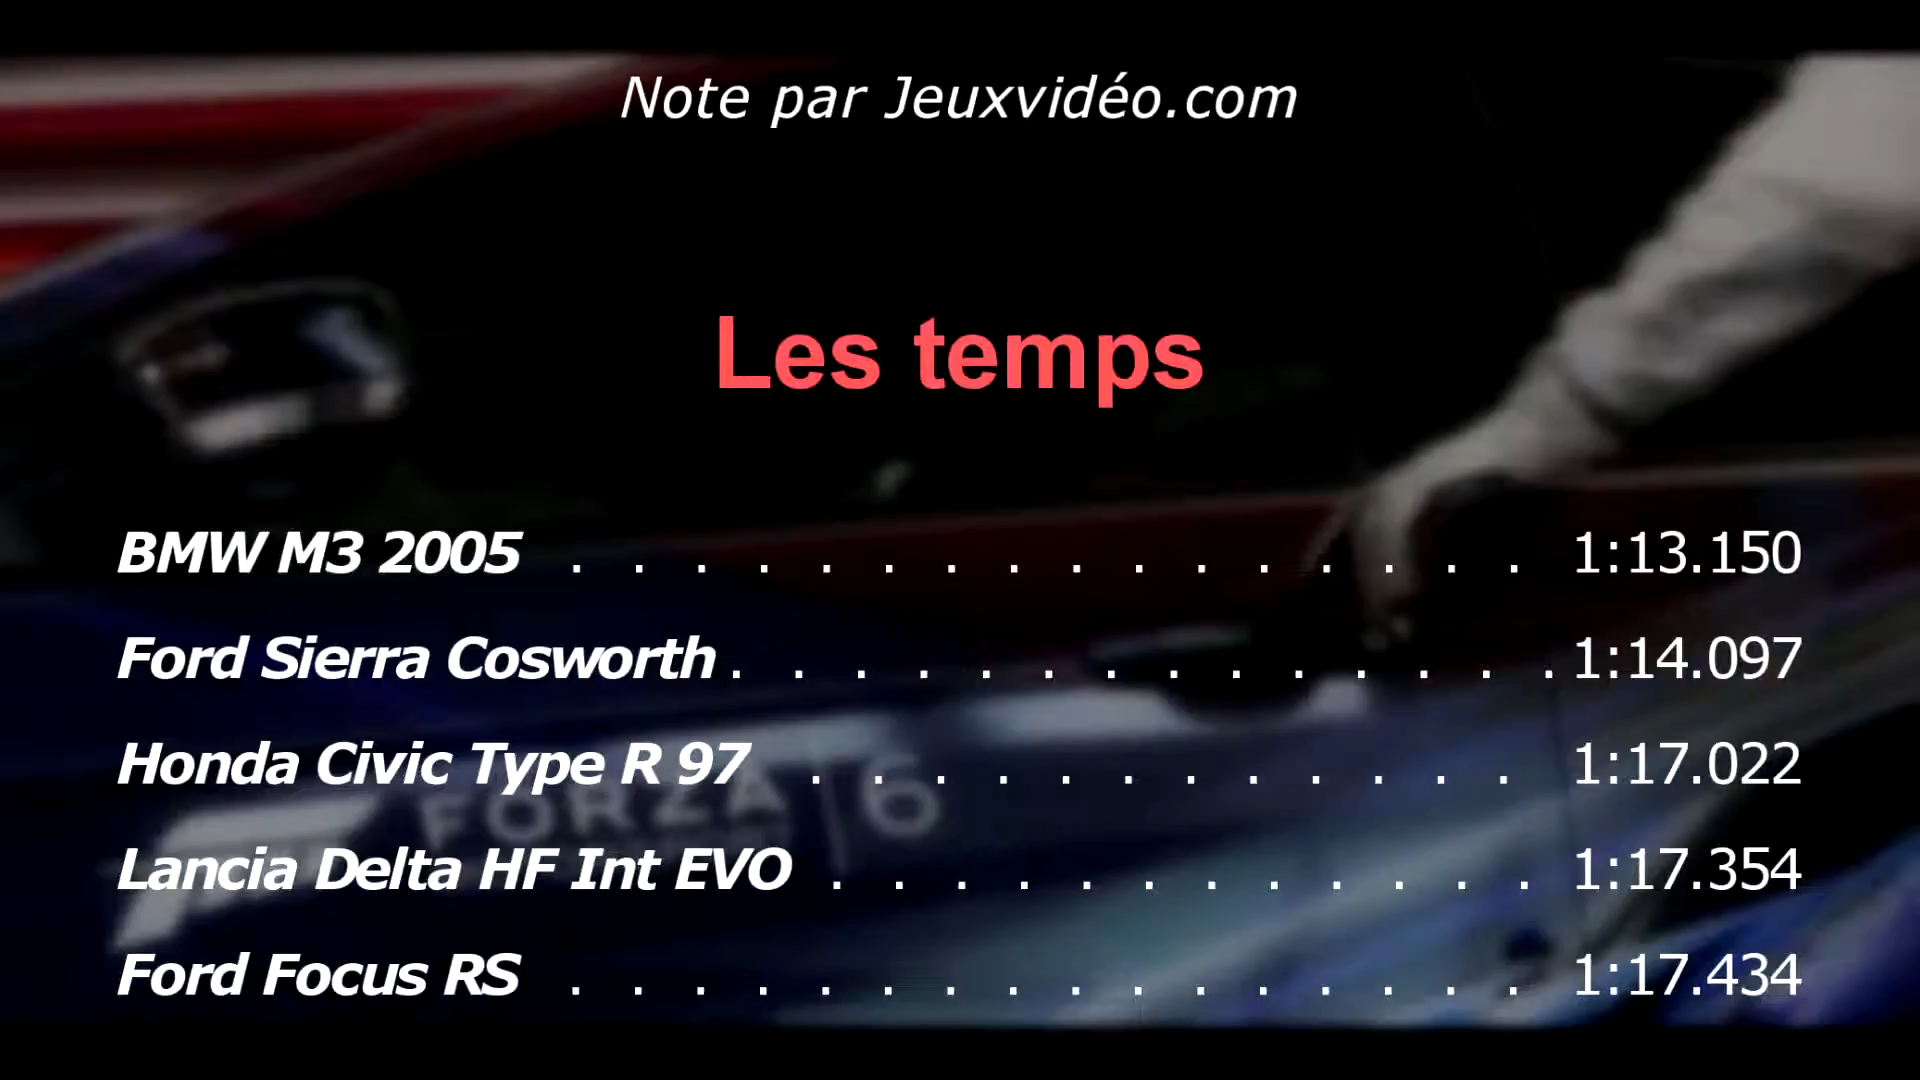 Note par Jeuxvidéo.com
Les temps
BMW M3 2005 . . . . . . . . . . . . . . . . 1:13.150
Ford Sierra Cosworth . . . . . . . . . . . . . . 1:14.097
Honda Civic Type R 97 . . . . . . . . . . . . 1:17.022
FORZA 6
Lancia Delta HF Int EVO . . . . . . . . . . . . 1:17.354
Ford Focus RS . . . . . . . . . . . . . . . . 1:17.434